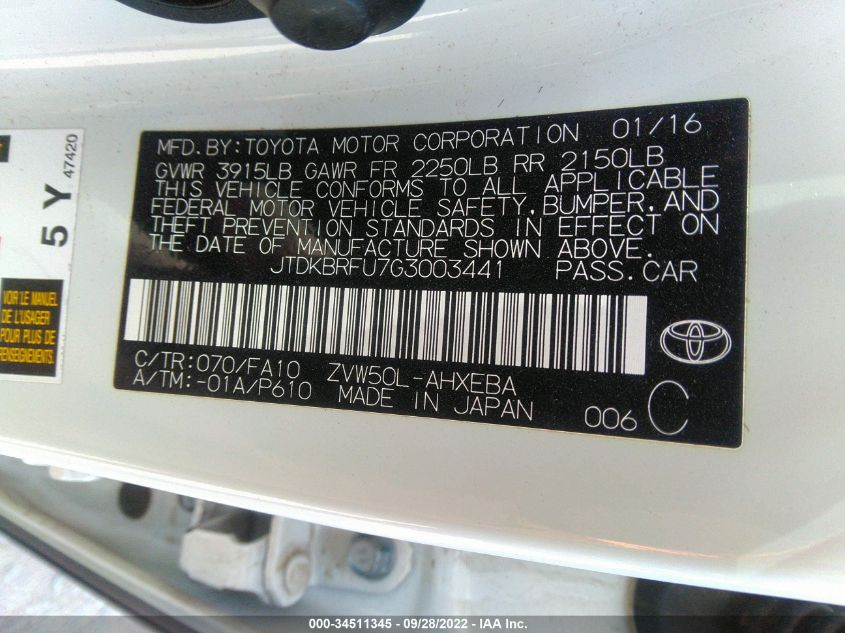 MFD.BY:TOYOTA MOTOR CORPORATION 01/16
GVWR 3915LB GAWR FR 2250LB RR 2150LB
THIS VEHICLE CONFORMS TO ALL APPLICABLE
FEDERAL MOTOR VEHICLE SAFETY,BUMPER,AND
THEFT PREVENTION STANDARDS IN EFFECT ON
THE DATE OF MANUFACTURE SHOWN ABOVE.
JTDKBRFU7G3003441 PASS.CAR
C/TR:070/FA10 ZVW50L-AHXEBA
A/TM:-01A/P610 MADE IN JAPAN
006 C
5 Y 47420
VOIR LE MANUEL
DE L'USAGER
POUR PLUS DE
RENSEIGNEMENTS.
000-34511345 - 09/28/2022 - IAA Inc.